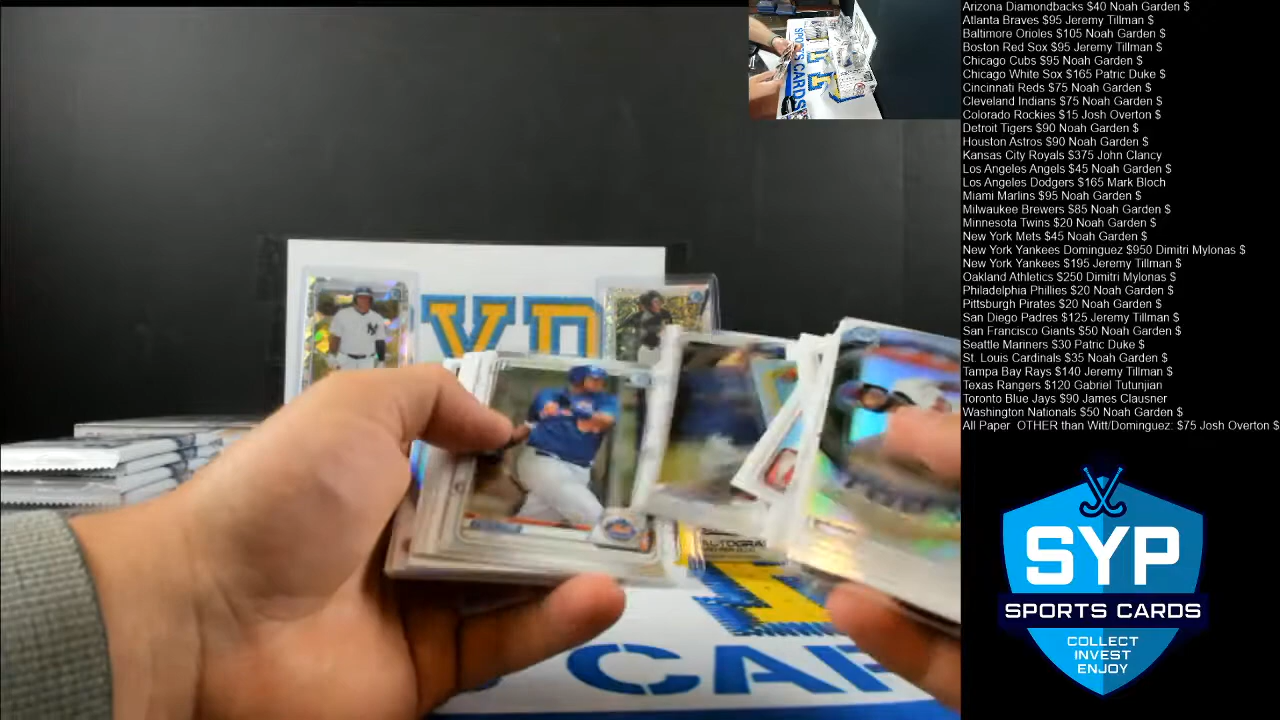 Arizona Diamondbacks $40 Noah Garden $
Atlanta Braves $95 Jeremy Tillman $
Baltimore Orioles $105 Noah Garden $
Boston Red Sox $95 Jeremy Tillman $
Chicago Cubs $95 Noah Garden $
Chicago White Sox $165 Patric Duke $
Cincinnati Reds $75 Noah Garden $
Cleveland Indians $75 Noah Garden $
Colorado Rockies $15 Josh Overton $
Detroit Tigers $90 Noah Garden $
Houston Astros $90 Noah Garden $
Kansas City Royals $375 John Clancy
Los Angeles Angels $45 Noah Garden $
Los Angeles Dodgers $165 Mark Bloch
Miami Marlins $95 Noah Garden $
Milwaukee Brewers $85 Noah Garden $
Minnesota Twins $20 Noah Garden $
New York Mets $45 Noah Garden $
New York Yankees Dominguez $950 Dimitri Mylonas $
New York Yankees $195 Jeremy Tillman $
Oakland Athletics $250 Dimitri Mylonas $
Philadelphia Phillies $20 Noah Garden $
Pittsburgh Pirates $20 Noah Garden $
San Diego Padres $125 Jeremy Tillman $
San Francisco Giants $50 Noah Garden $
Seattle Mariners $30 Patric Duke $
St. Louis Cardinals $35 Noah Garden $
Tampa Bay Rays $140 Jeremy Tillman $
Texas Rangers $120 Gabriel Tutunjian
Toronto Blue Jays $90 James Clausner
Washington Nationals $50 Noah Garden $
All Paper OTHER than Witt/Dominguez: $75 Josh Overton $
SYP
SPORTS CARDS
COLLECT
INVEST
ENJOY
SPORTS CARDS
YP
CAR